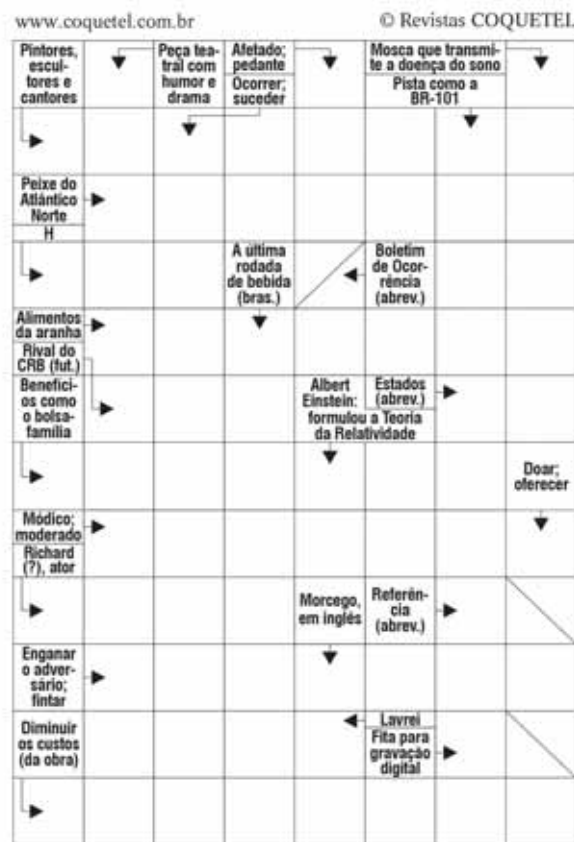 www.coquetel.com.br
© Revistas COQUETEL
Pintores,
escul-
tores e
cantores
Peça tea-
tral com
humor e
drama
Afetado;
pedante
Ocorrer;
suceder
Mosca que transmi-
te a doença do sono
Pista como a
BR-101
Peixe do
Atlântico
Norte
H
A última
rodada
de bebida
(bras.)
Boletim
de Ocor-
rência
(abrev.)
Alimentos
da aranha
Rival do
CRB (fut.)
Benefíci-
os como
o bolsa-
família
Albert
Einstein:
formulou a Teoria
da Relatividade
Estados
(abrev.)
Doar;
oferecer
Módico;
moderado
Richard
(?), ator
Morcego,
em inglês
Referên-
cia
(abrev.)
Enganar
o adver-
sário;
fintar
Diminuir
os custos
(da obra)
Lavrei
Fita para
gravação
digital